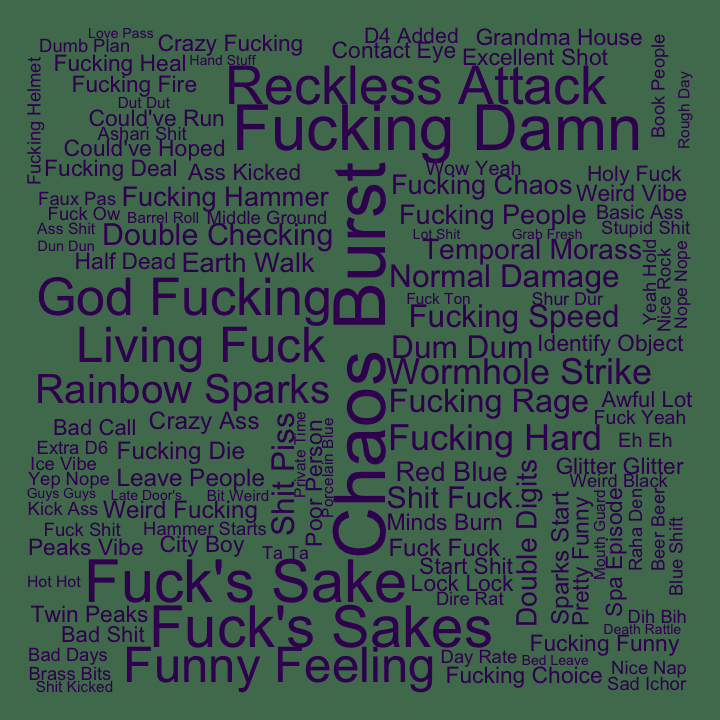 Love Pass
Dumb Plan
Crazy Fucking
D4 Added
Grandma House
Contact Eye
Fucking Heal
Hand Stuff
Excellent Shot
Fucking Helmet
Fucking Fire
Reckless Attack
Book People
Rough Day
Dut Dut
Could've Run
Fucking Damn
Ashari Shit
Could've Hoped
Fucking Deal
Ass Kicked
Wow Yeah
Holy Fuck
Fucking Chaos
Weird Vibe
Faux Pas
Fucking Hammer
Fuck Ow
Barrel Roll
Middle Ground
Fucking People
Basic Ass
Ass Shit
Double Checking
Lot Shit
Grab Fresh
Stupid Shit
Dun Dun
Temporal Morass
Half Dead
Earth Walk
Normal Damage
Yeah Hold
Nice Rock
Nope Nope
God Fucking
Chaos Burst
Fuck Ton
Shur Dur
Fucking Speed
Living Fuck
Dum Dum
Identify Object
Rainbow Sparks
Wormhole Strike
Fucking Rage
Awful Lot
Bad Call
Crazy Ass
Fuck Yeah
Fucking Hard
Eh Eh
Extra D6
Fucking Die
Shit Piss
Private Time
Poor Person
Porcelain Blue
Ice Vibe
Red Blue
Glitter Glitter
Yep Nope
Leave People
Weird Black
Guys Guys
Late Door's
Bit Weird
Shit Fuck
Double Digits
Kick Ass
Weird Fucking
Minds Burn
Sparks Start
Pretty Funny
Mouth Guard
Spa Episode
Raha Den
Beer Beer
Blue Shift
Fuck Shit
Hammer Starts
Peaks Vibe
City Boy
Ta Ta
Fuck Fuck
Start Shit
Hot Hot
Fuck's Sake
Lock Lock
Dire Rat
Twin Peaks
Fuck's Sakes
Dih Bih
Bad Shit
Death Rattle
Fucking Funny
Bad Days
Funny Feeling
Day Rate
Bed Leave
Brass Bits
Fucking Choice
Nice Nap
Shit Kicked
Sad Ichor